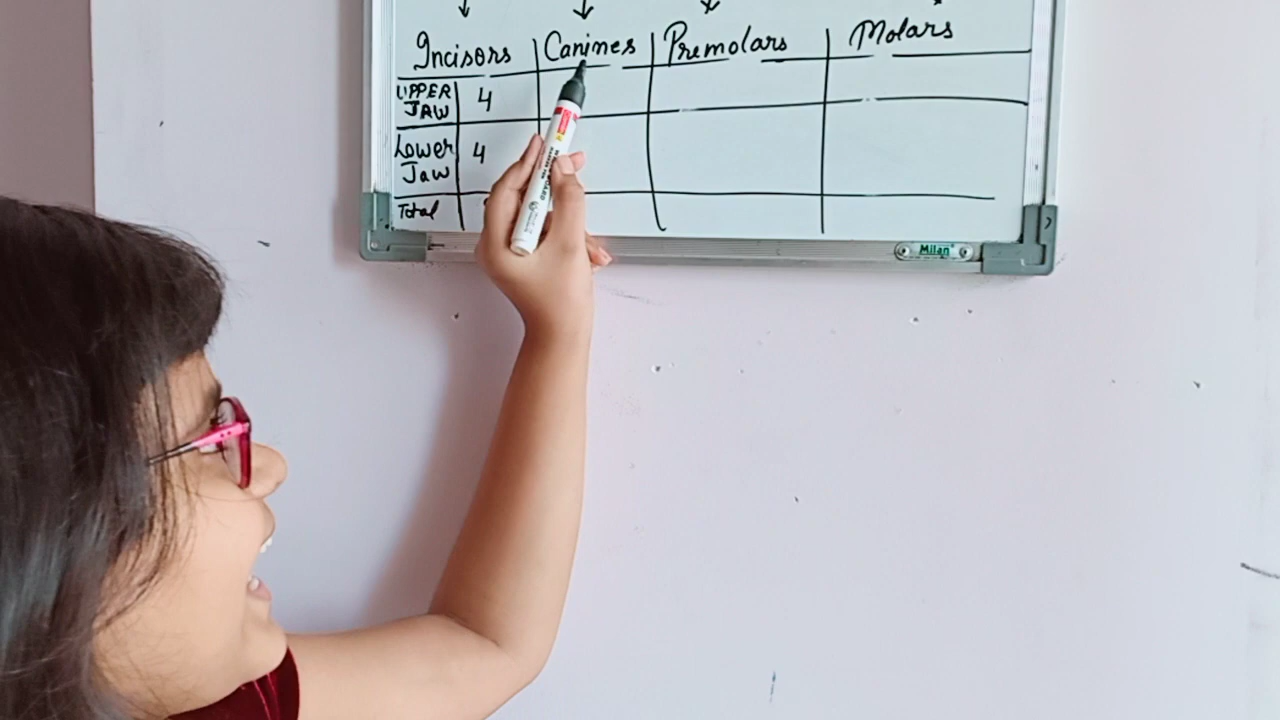 Incisors Canines Premolars Molars
UPPER JAW 4
Lower Jaw 4
Total
Milan